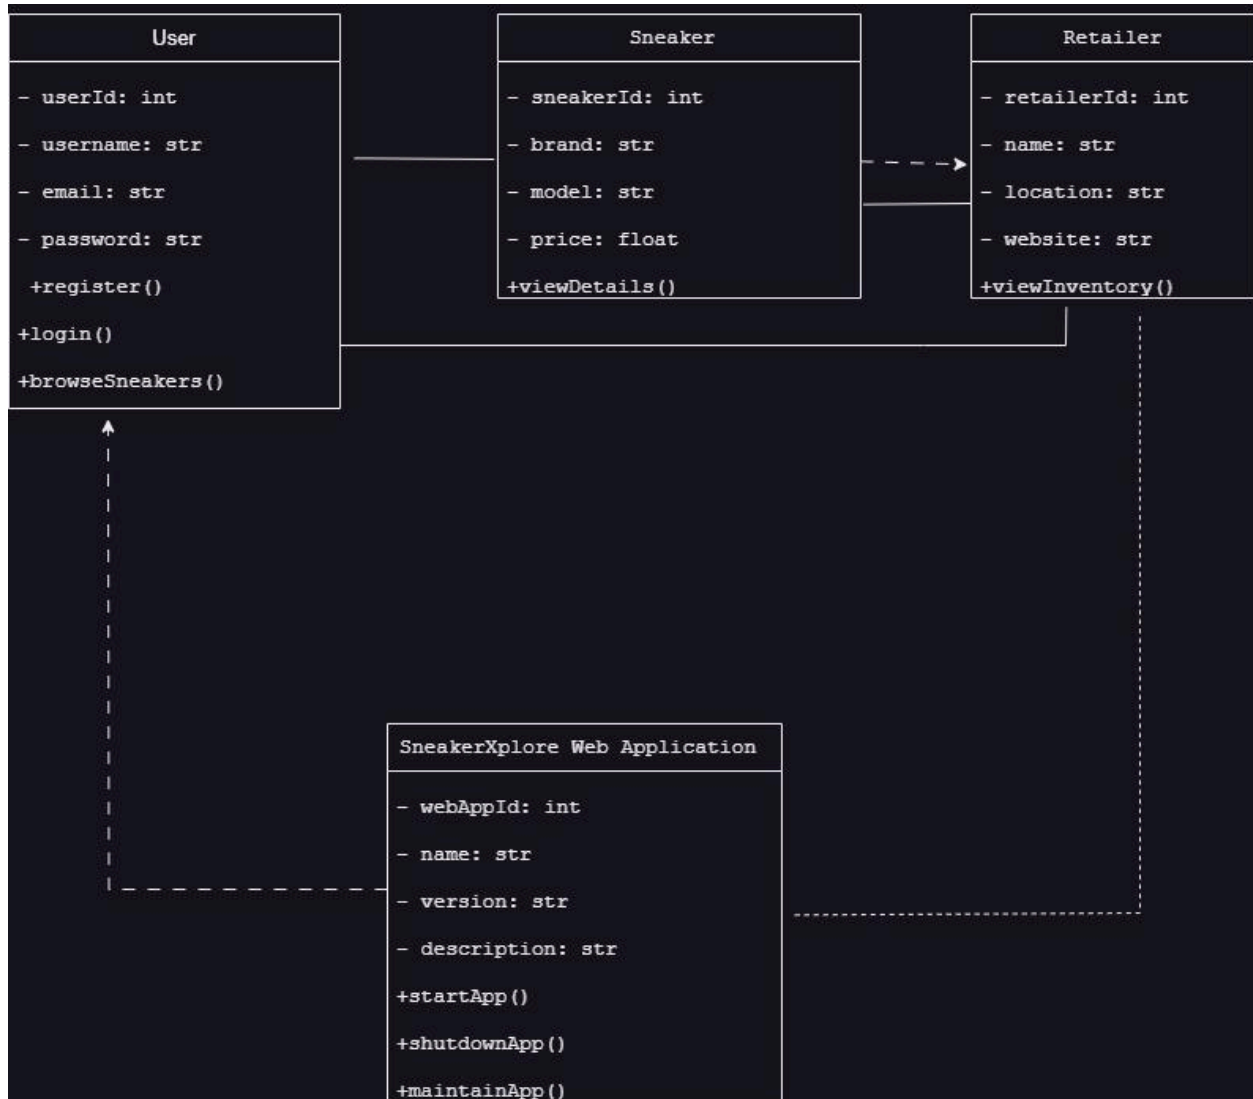 User
- userId: int
- username: str
- email: str
- password: str
+register()
+login()
+browseSneakers()
Sneaker
- sneakerId: int
- brand: str
- model: str
- price: float
+viewDetails()
Retailer
- retailerId: int
- name: str
- location: str
- website: str
+viewInventory()
SneakerXplore Web Application
- webAppId: int
- name: str
- version: str
- description: str
+startApp()
+shutdownApp()
+maintainApp()